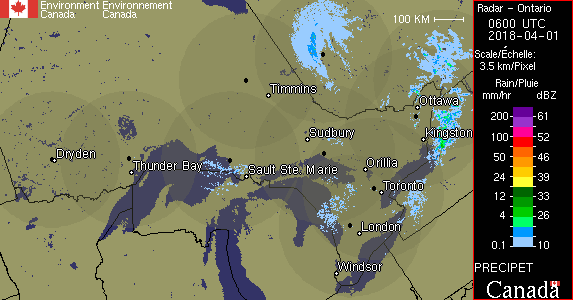 Environment Environnement
Canada Canada
100 KM
Timmins
Ottawa
Sudbury
Kingston
Dryden
Thunder Bay
Sault Ste. Marie
Orillia
Toronto
London
Windsor
Radar - Ontario
0600 UTC
2018-04-01
Scale/Échelle:
3.5 km/Pixel
Rain/Pluie
mm/hr dBZ
200 61
100 52
50 46
24 39
12 33
4 26
0.1 10
PRECIPET
Canada